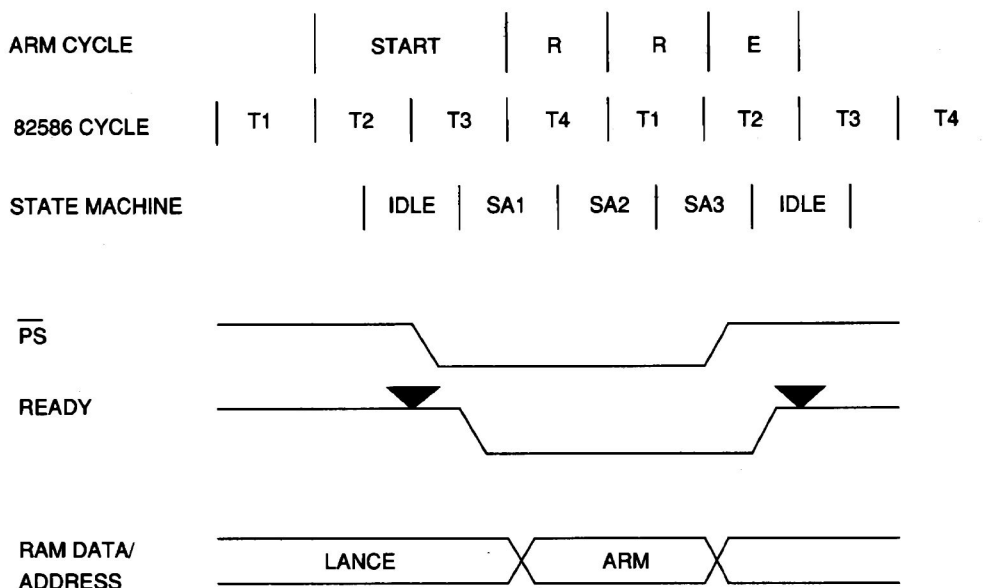 ARM CYCLE START R R E
82586 CYCLE T1 T2 T3 T4 T1 T2 T3 T4
STATE MACHINE IDLE SA1 SA2 SA3 IDLE
PS
READY
RAM DATA/
ADDRESS LANCE ARM